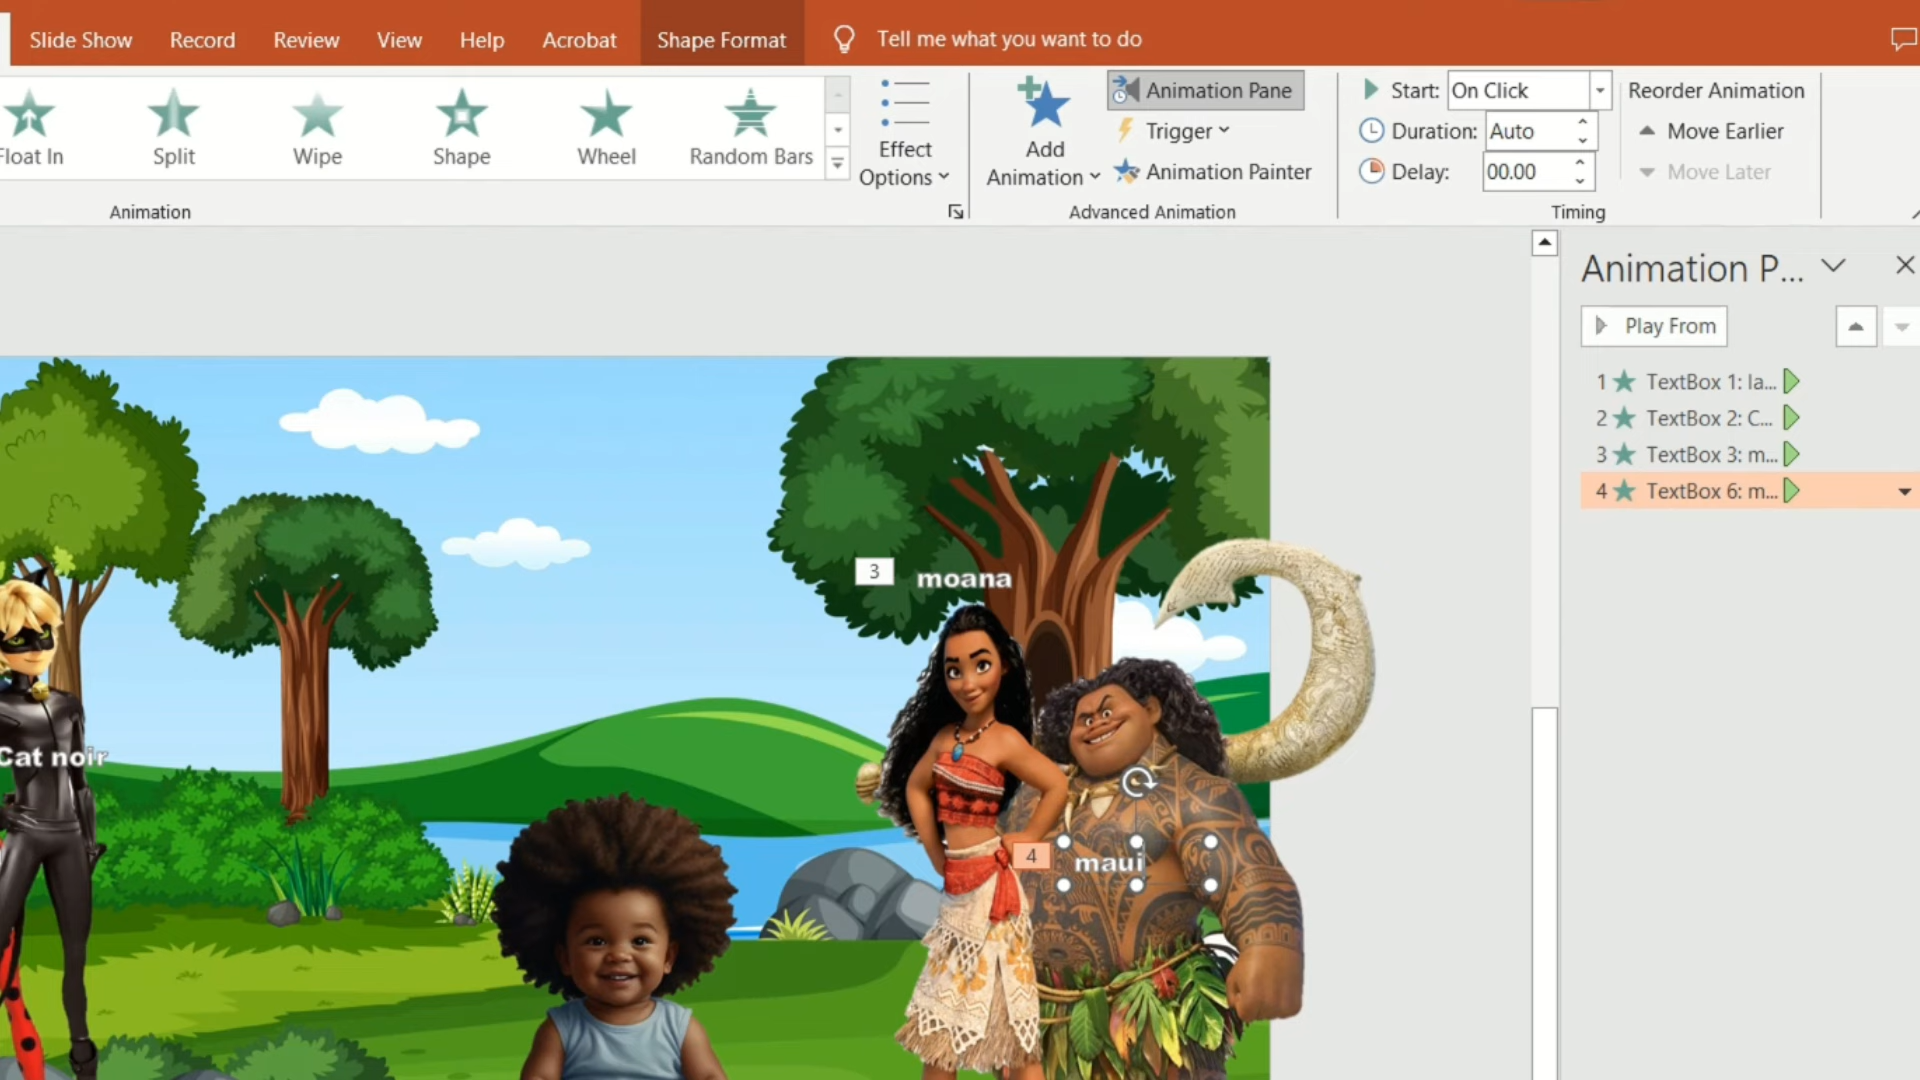 Slide Show Record Review View Help Acrobat Shape Format Tell me what you want to do
Float In Split Wipe Shape Wheel Random Bars
Effect
Options
Add
Animation
Animation Pane
Trigger
Animation Painter
Start: On Click
Duration: Auto
Delay: 00.00
Reorder Animation
Move Earlier
Move Later
Animation
Advanced Animation
Timing
Animation P...
Play From
1 TextBox 1: la...
2 TextBox 2: C...
3 TextBox 3: m...
4 TextBox 6: m...
3 moana
Cat noir
4 maui